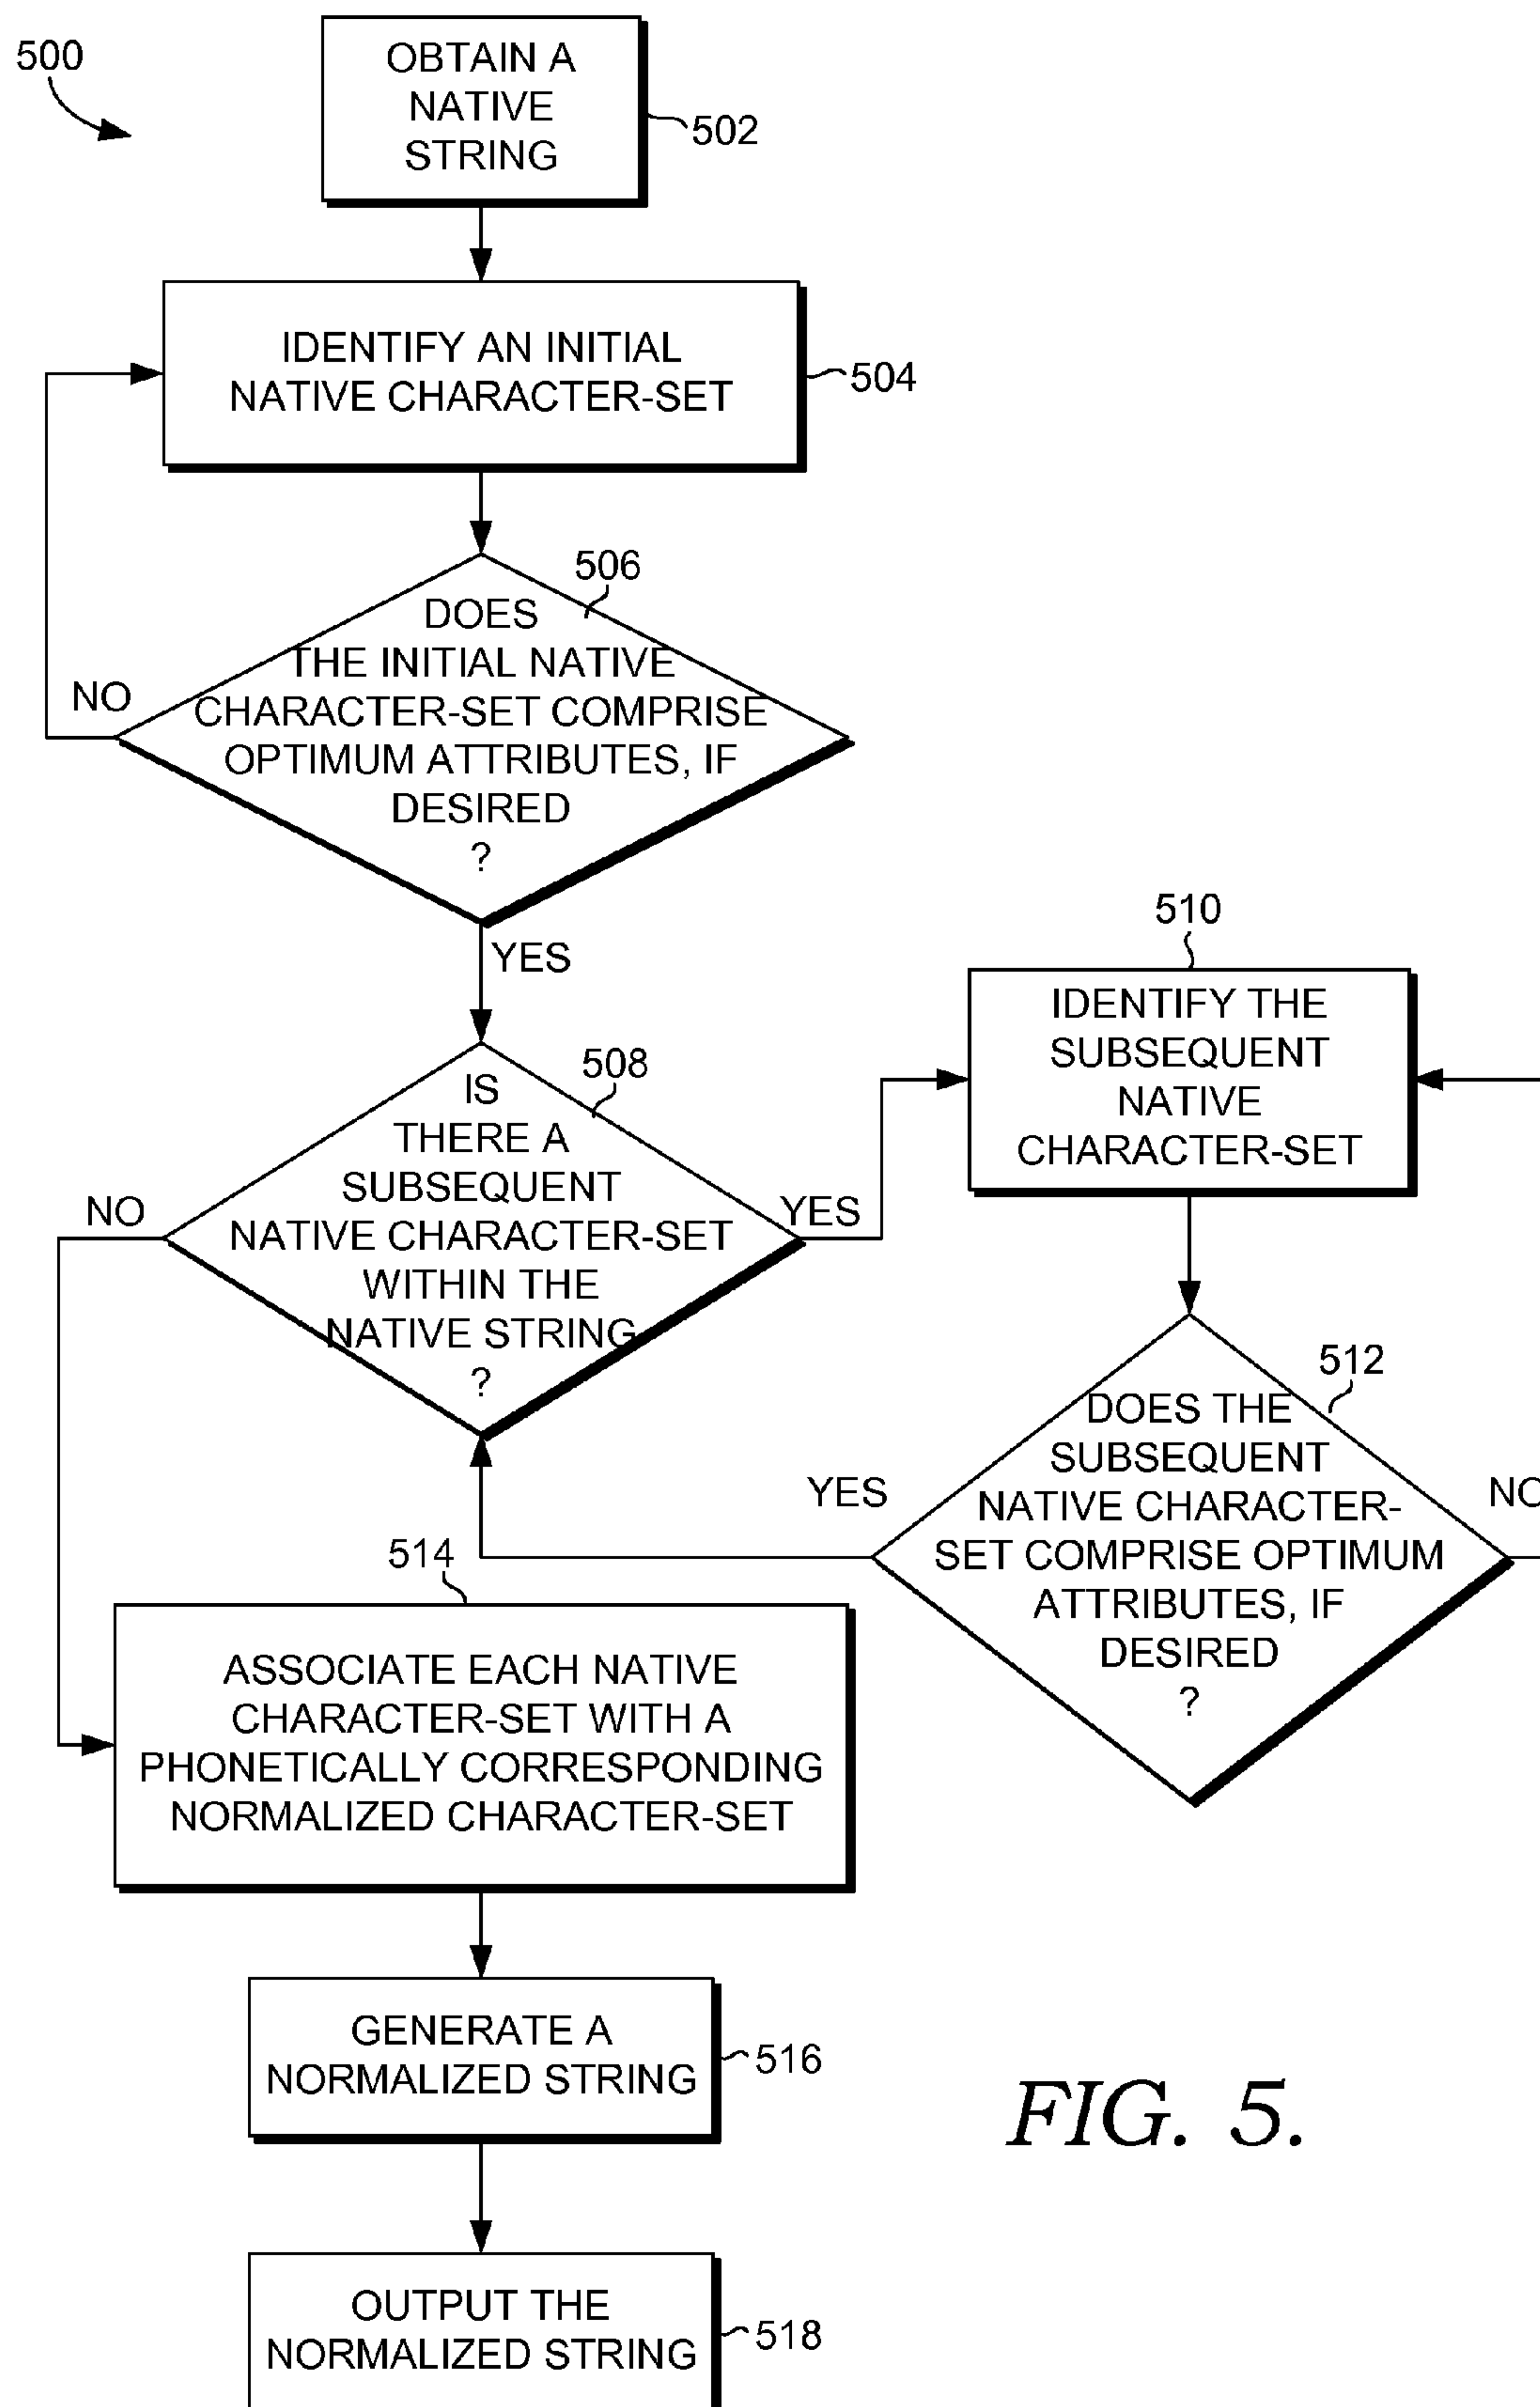 500
OBTAIN A
NATIVE
STRING
502
IDENTIFY AN INITIAL
NATIVE CHARACTER-SET
504
506
DOES
THE INITIAL NATIVE
CHARACTER-SET COMPRISE
OPTIMUM ATTRIBUTES, IF
DESIRED
?
NO
YES
508
IS
THERE A
SUBSEQUENT
NATIVE CHARACTER-SET
WITHIN THE
NATIVE STRING
?
NO
YES
510
IDENTIFY THE
SUBSEQUENT
NATIVE
CHARACTER-SET
512
DOES THE
SUBSEQUENT
NATIVE CHARACTER-
SET COMPRISE OPTIMUM
ATTRIBUTES, IF
DESIRED
?
YES
NO
514
ASSOCIATE EACH NATIVE
CHARACTER-SET WITH A
PHONETICALLY CORRESPONDING
NORMALIZED CHARACTER-SET
GENERATE A
NORMALIZED STRING
516
OUTPUT THE
NORMALIZED STRING
518
FIG. 5.